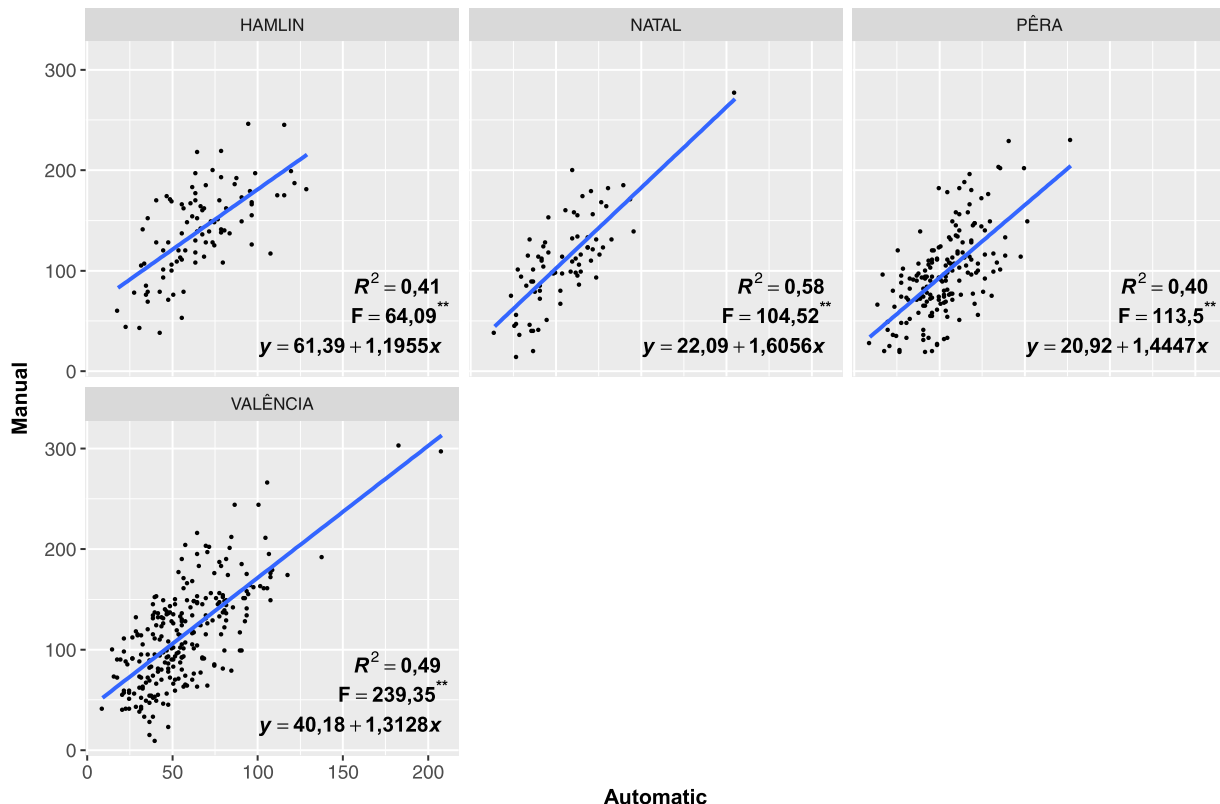 HAMLIN
NATAL
PÊRA
300
200
100
0
R² = 0,41
F = 64,09**
y = 61,39 + 1,1955x
R² = 0,58
F = 104,52**
y = 22,09 + 1,6056x
R² = 0,40
F = 113,5**
y = 20,92 + 1,4447x
Manual
VALÊNCIA
300
200
100
0
R² = 0,49
F = 239,35**
y = 40,18 + 1,3128x
0 50 100 150 200
Automatic